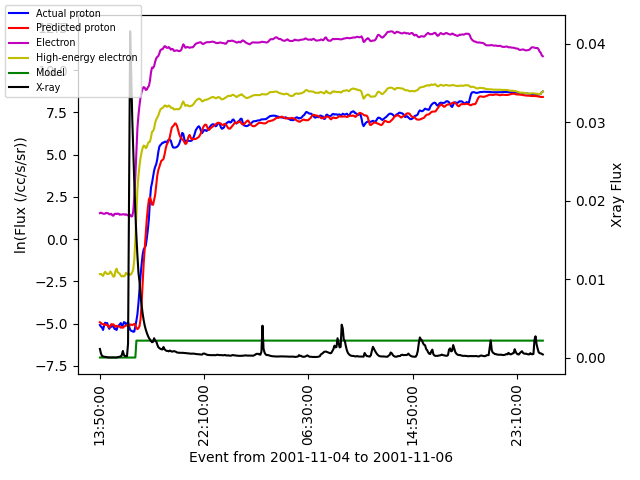 Actual proton
Predicted proton
Electron
High-energy electron
Model
X-ray
7.5
5.0
2.5
0.0
−2.5
−5.0
−7.5
ln(Flux (/cc/s/sr))
0.04
0.03
0.02
0.01
0.00
Xray Flux
13:50:00
22:10:00
06:30:00
14:50:00
23:10:00
Event from 2001-11-04 to 2001-11-06